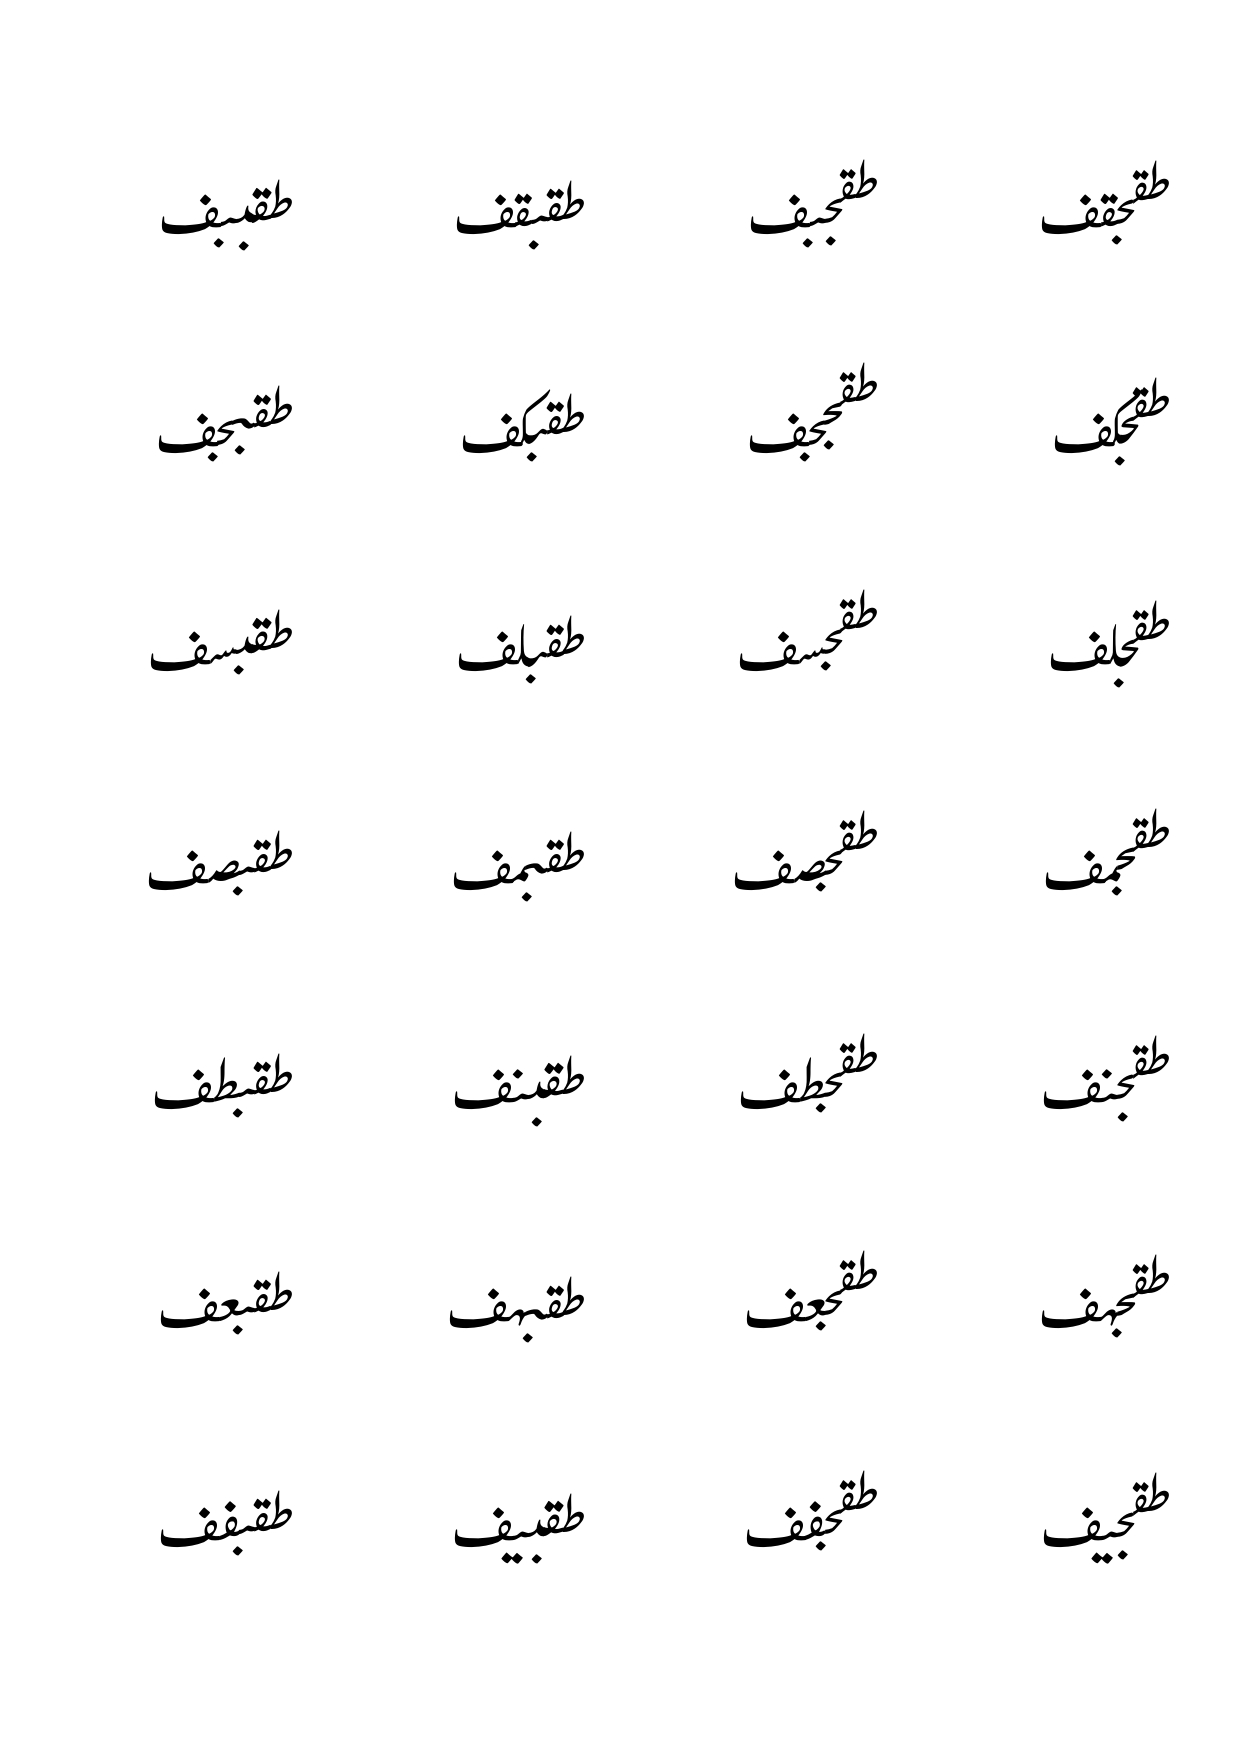 طقجقف طقجبف طقبقف طقببف
طقجكف طقججف طقبكف طقبجف
طقجلف طقجسف طقبلف طقبسف
طقجمف طقجصف طقبمف طقبصف
طقجنف طقجطف طقبنف طقبطف
طقجهف طقجعف طقبهف طقبعف
طقجيف طقجفف طقبيف طقبفف